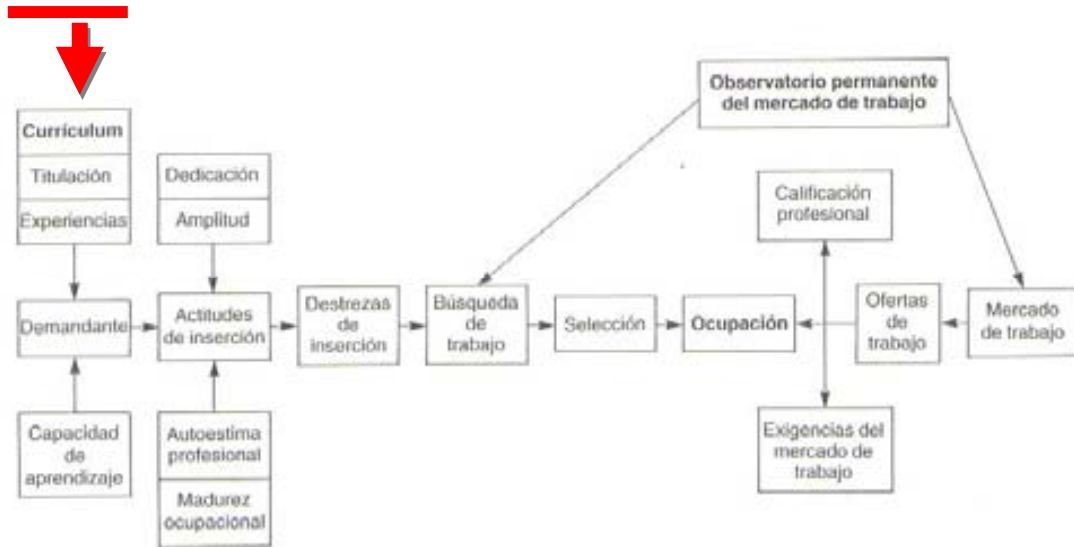 Observatorio permanente
del mercado de trabajo
Currículum
Titulación
Experiencias
Dedicación
Amplitud
Calificación
profesional
Demandante
Actitudes
de inserción
Destrezas
de
inserción
Búsqueda
de
trabajo
Selección
Ocupación
Ofertas
de
trabajo
Mercado
de trabajo
Capacidad
de
aprendizaje
Autoestima
profesional
Madurez
ocupacional
Exigencias del
mercado de
trabajo